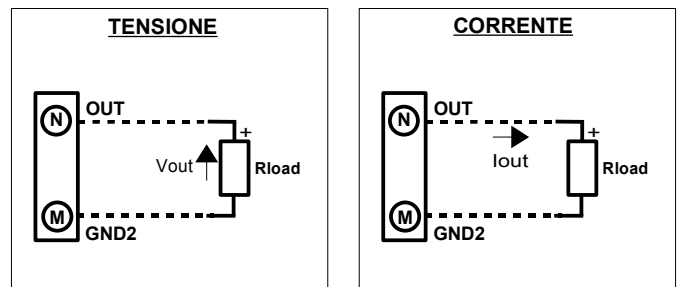 TENSIONE
N
OUT
+
Vout
Rload
M
GND2
CORRENTE
N
OUT
+
Iout
Rload
M
GND2